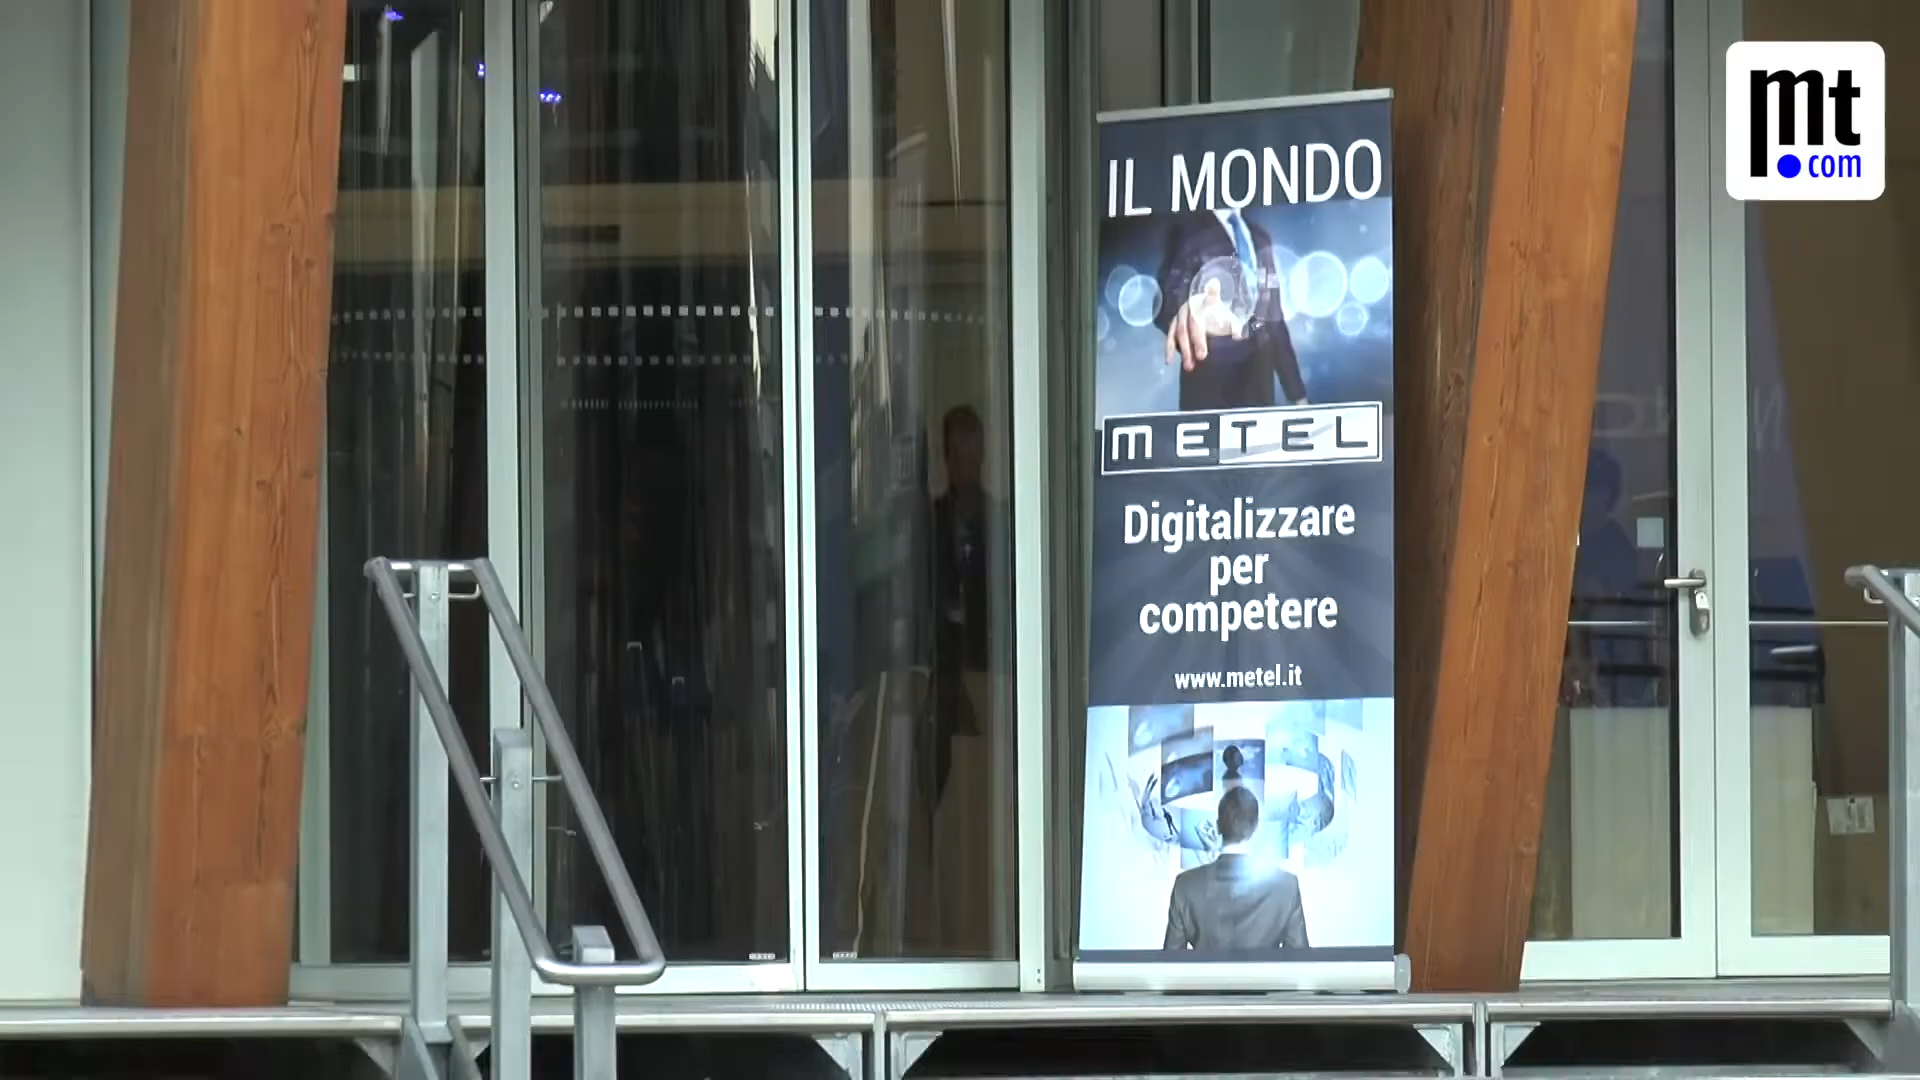 IL MONDO
METEL
Digitalizzare
per
competere
www.metel.it
mt
.com